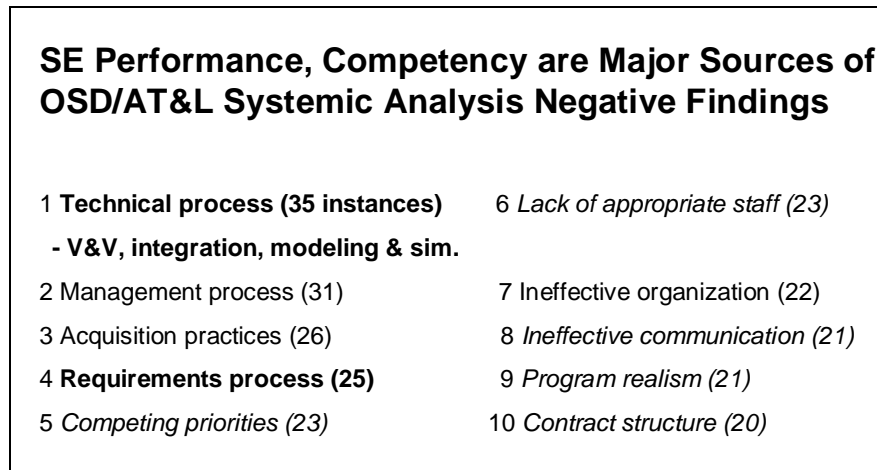 SE Performance, Competency are Major Sources of
OSD/AT&L Systemic Analysis Negative Findings
1 Technical process (35 instances)
- V&V, integration, modeling & sim.
2 Management process (31)
3 Acquisition practices (26)
4 Requirements process (25)
5 Competing priorities (23)
6 Lack of appropriate staff (23)
7 Ineffective organization (22)
8 Ineffective communication (21)
9 Program realism (21)
10 Contract structure (20)